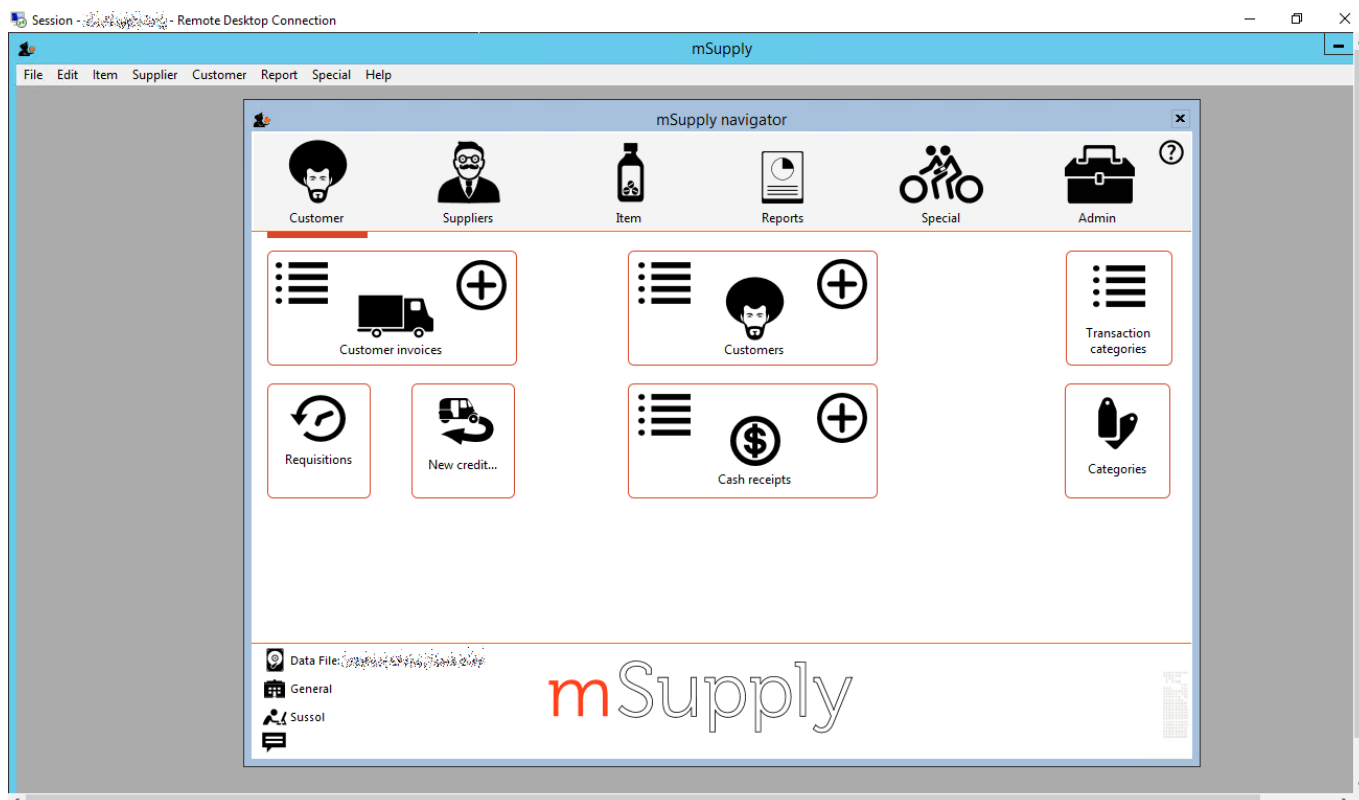 Session - - Remote Desktop Connection
mSupply
File Edit Item Supplier Customer Report Special Help
mSupply navigator
Customer Suppliers Item Reports Special Admin
Customer invoices
Customers
Transaction
categories
Requisitions
New credit...
Cash receipts
Categories
Data File:
General
Sussol
mSupply